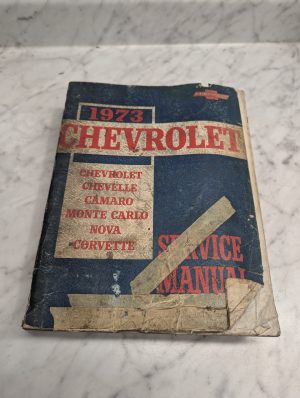 1973
CHEVROLET
CHEVROLET
CHEVELLE
CAMARO
MONTE CARLO
NOVA
CORVETTE
SERVICE
MANUAL